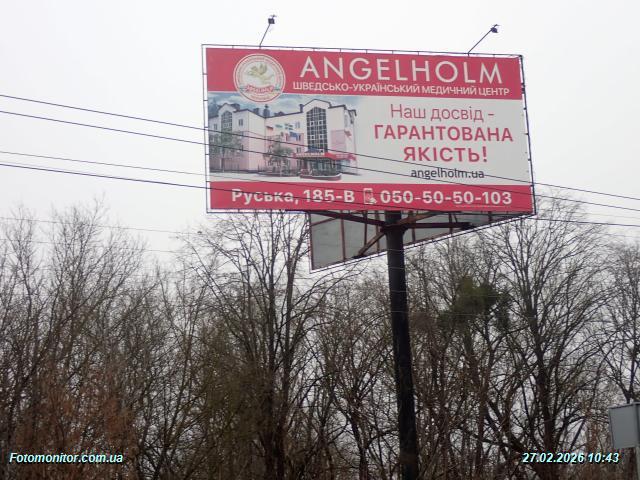 ANGELHOLM
ШВЕДСЬКО-УКРАЇНСЬКИЙ МЕДИЧНИЙ ЦЕНТР
Наш досвід -
ГАРАНТОВАНА
ЯКІСТЬ!
angelholm.ua
Руська, 185-В 050-50-50-103
Fotomonitor.com.ua
27.02.2026 10:43